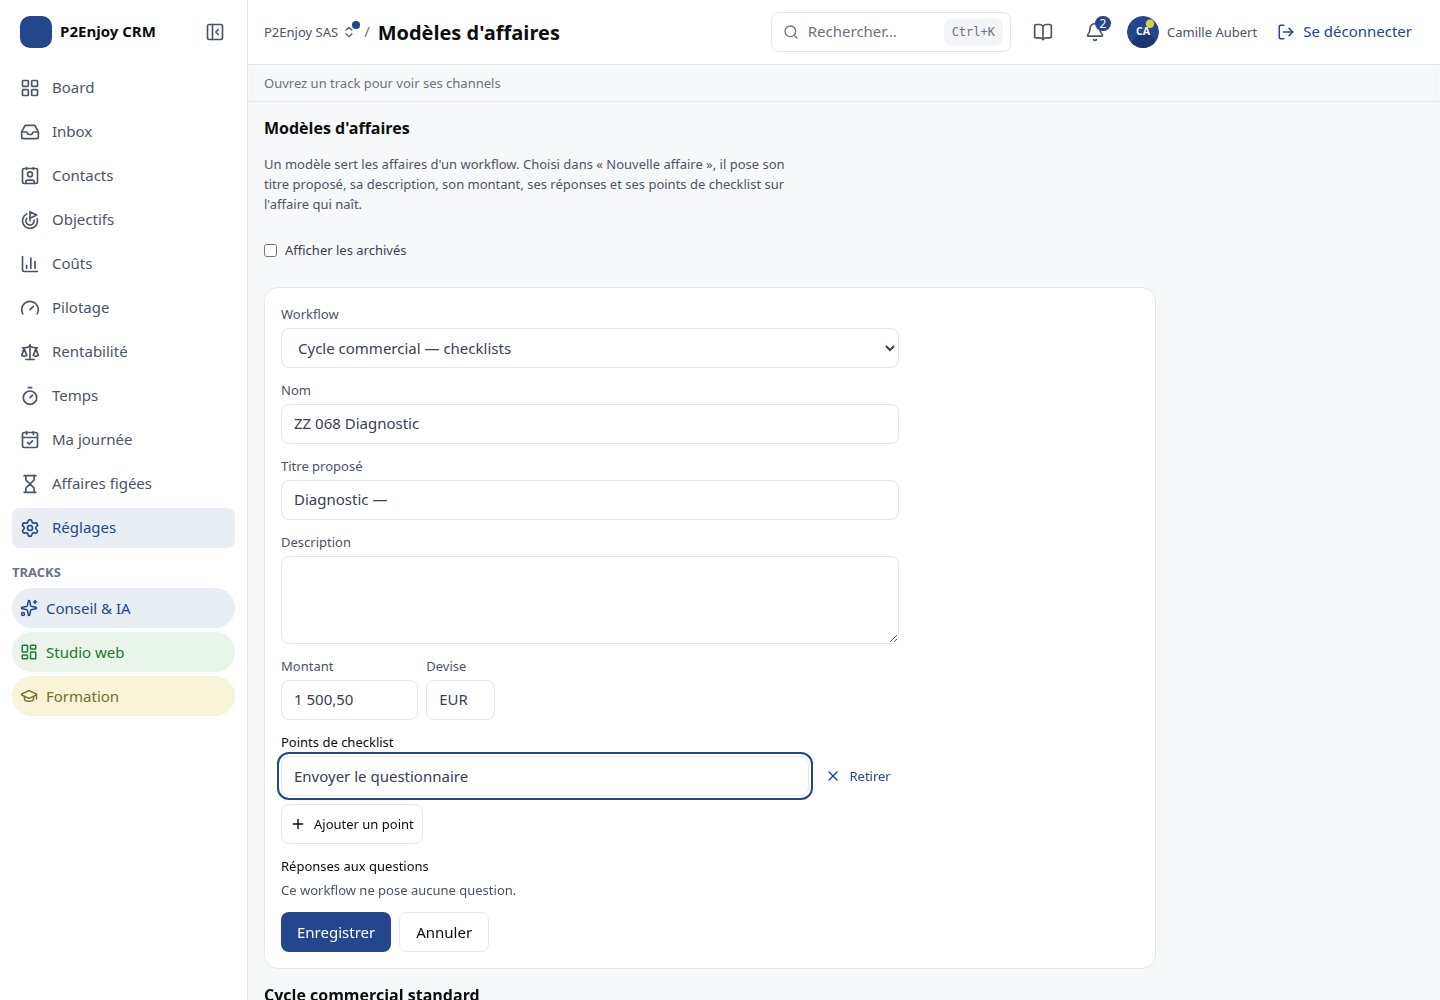 P2Enjoy CRM
P2Enjoy SAS / Modèles d'affaires
Rechercher... Ctrl+K
2
CA Camille Aubert
Se déconnecter
Board
Inbox
Contacts
Objectifs
Coûts
Pilotage
Rentabilité
Temps
Ma journée
Affaires figées
Réglages
TRACKS
Conseil & IA
Studio web
Formation
Ouvrez un track pour voir ses channels
Modèles d'affaires
Un modèle sert les affaires d'un workflow. Choisi dans « Nouvelle affaire », il pose son
titre proposé, sa description, son montant, ses réponses et ses points de checklist sur
l'affaire qui naît.
Afficher les archivés
Workflow
Cycle commercial — checklists
Nom
ZZ 068 Diagnostic
Titre proposé
Diagnostic —
Description
Montant Devise
1 500,50 EUR
Points de checklist
Envoyer le questionnaire Retirer
Ajouter un point
Réponses aux questions
Ce workflow ne pose aucune question.
Enregistrer Annuler
Cycle commercial standard